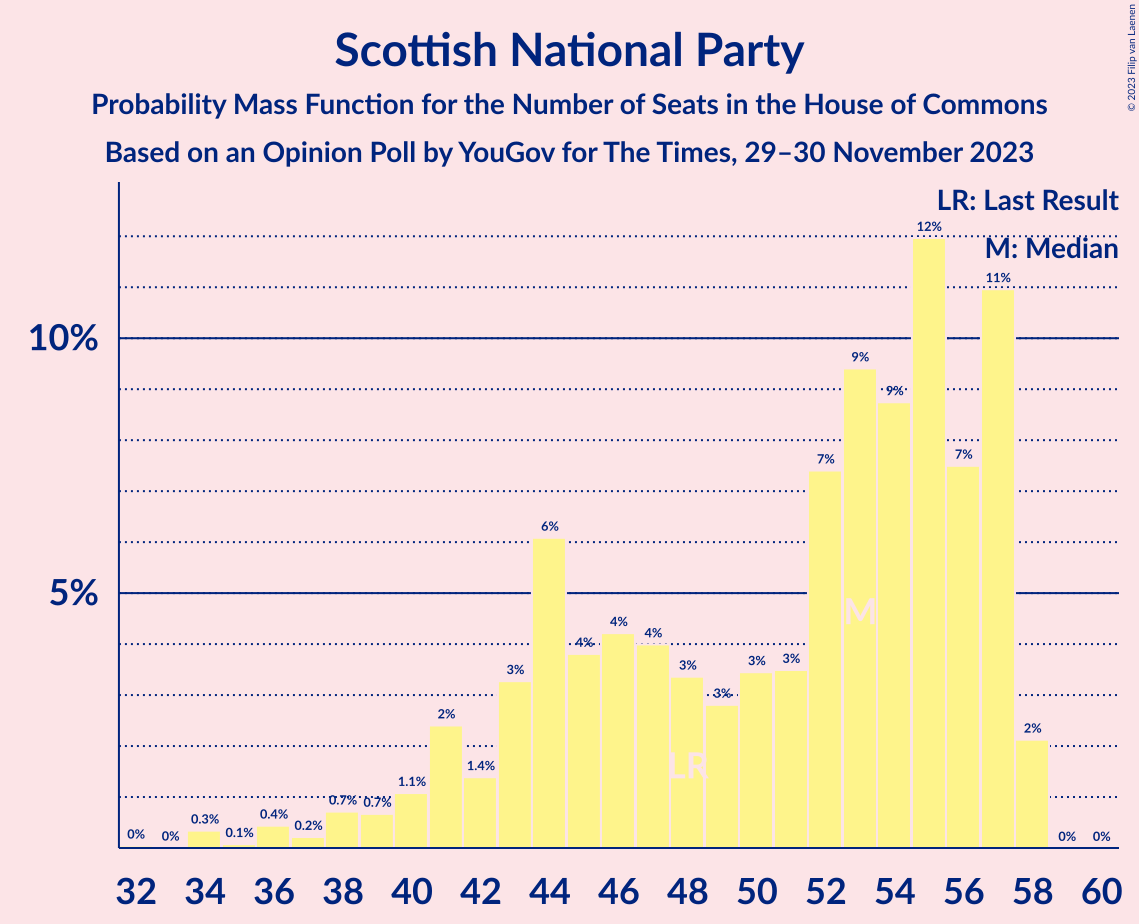 © 2023 Filip van Laenen
Scottish National Party
Probability Mass Function for the Number of Seats in the House of Commons
Based on an Opinion Poll by YouGov for The Times, 29–30 November 2023
LR: Last Result
M: Median
10%
5%
0% 0% 0.3% 0.1% 0.4% 0.2% 0.7% 0.7% 1.1% 2% 1.4% 3% 6% 4% 4% 4% 3% 3% 3% 3% 7% 9% 9% 12% 7% 11% 2% 0% 0%
M
LR
32 34 36 38 40 42 44 46 48 50 52 54 56 58 60